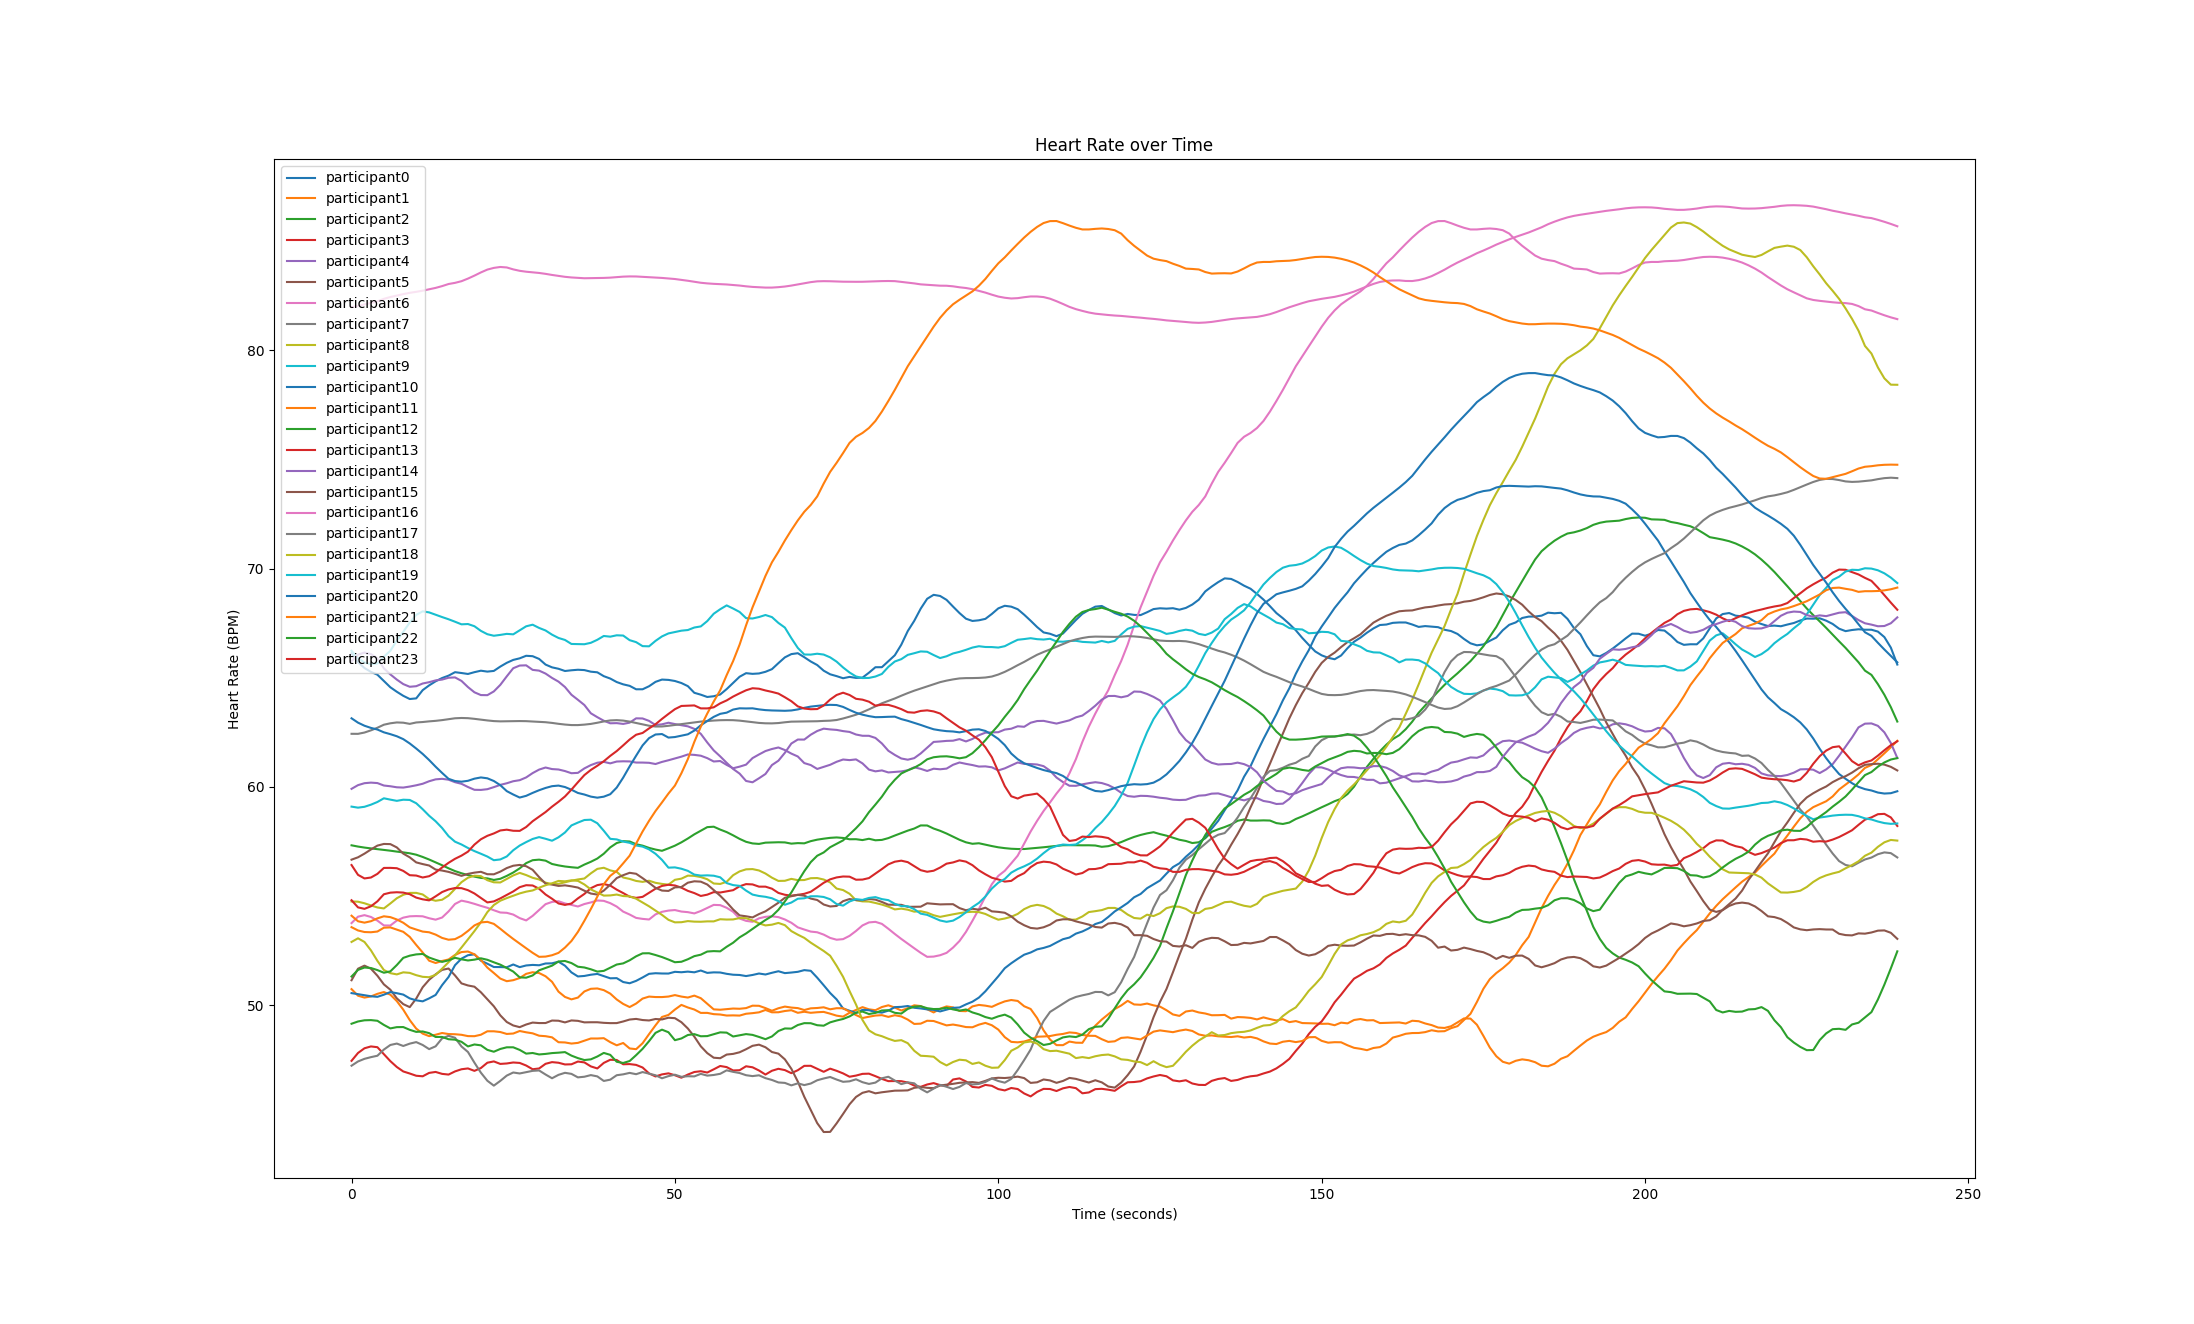 Heart Rate over Time
participant0
participant1
participant2
participant3
participant4
participant5
participant6
participant7
participant8
participant9
participant10
participant11
participant12
participant13
participant14
participant15
participant16
participant17
participant18
participant19
participant20
participant21
participant22
participant23
80
70
60
50
Heart Rate (BPM)
0 50 100 150 200 250
Time (seconds)